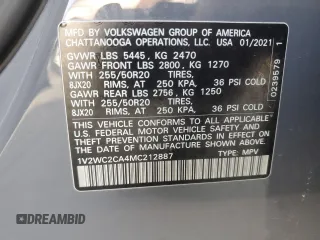 MFD. BY VOLKSWAGEN GROUP OF AMERICA
CHATTANOOGA OPERATIONS, LLC. USA 01/2021
GVWR LBS 5445, KG 2470
GAWR FRONT LBS 2800, KG 1270
WITH 255/50R20 TIRES,
8JX20 RIMS, AT 250 KPA, 36 PSI COLD
GAWR REAR LBS 2756, KG 1250
WITH 255/50R20 TIRES,
8JX20 RIMS, AT 250 KPA, 36 PSI COLD
THIS VEHICLE CONFORMS TO ALL APPLICABLE
FEDERAL MOTOR VEHICLE SAFETY
STANDARDS IN EFFECT ON THE DATE OF
MANUFACTURE SHOWN ABOVE.
1V2WC2CA4MC212887 TYPE: MPV
0239579 1
DREAMBID
DREAMBID.COM